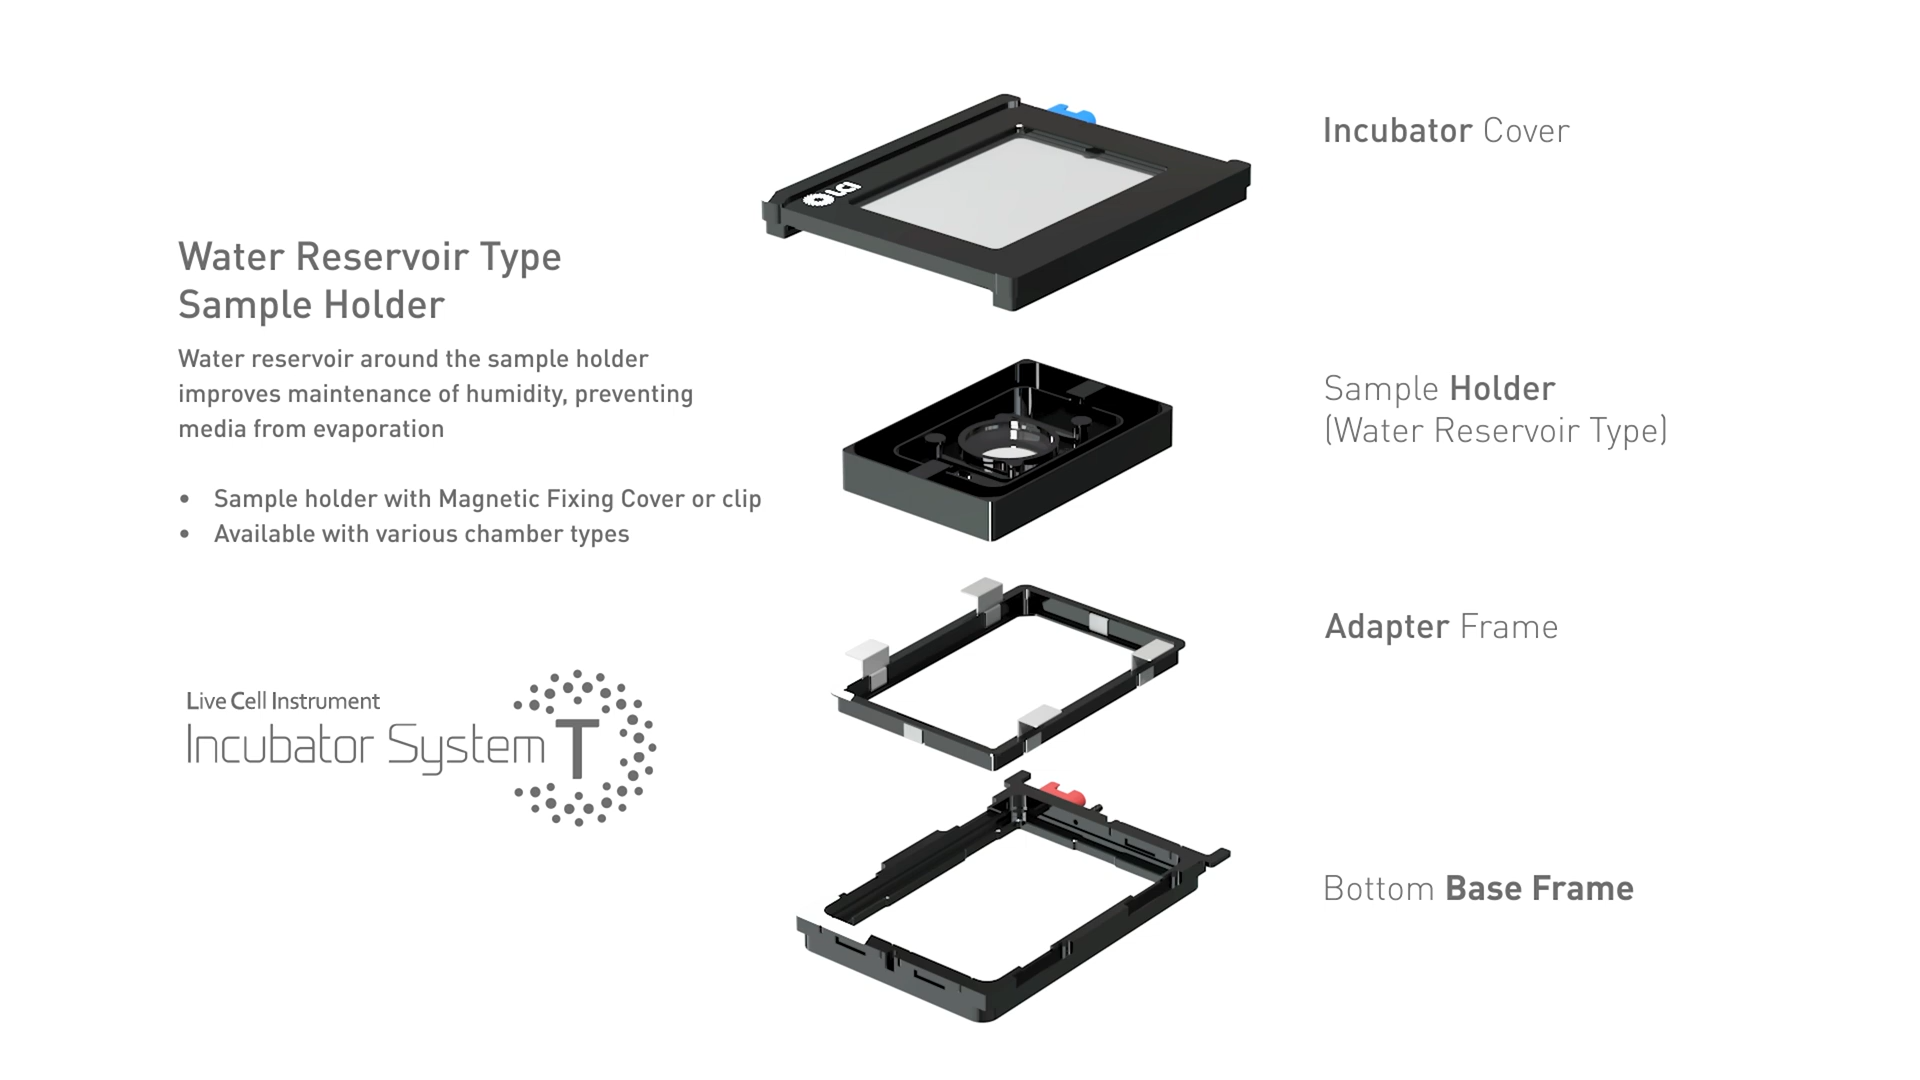 Water Reservoir Type
Sample Holder
Water reservoir around the sample holder
improves maintenance of humidity, preventing
media from evaporation
• Sample holder with Magnetic Fixing Cover or clip
• Available with various chamber types
Live Cell Instrument
Incubator System T
LCI
Incubator Cover
Sample Holder
(Water Reservoir Type)
Adapter Frame
Bottom Base Frame